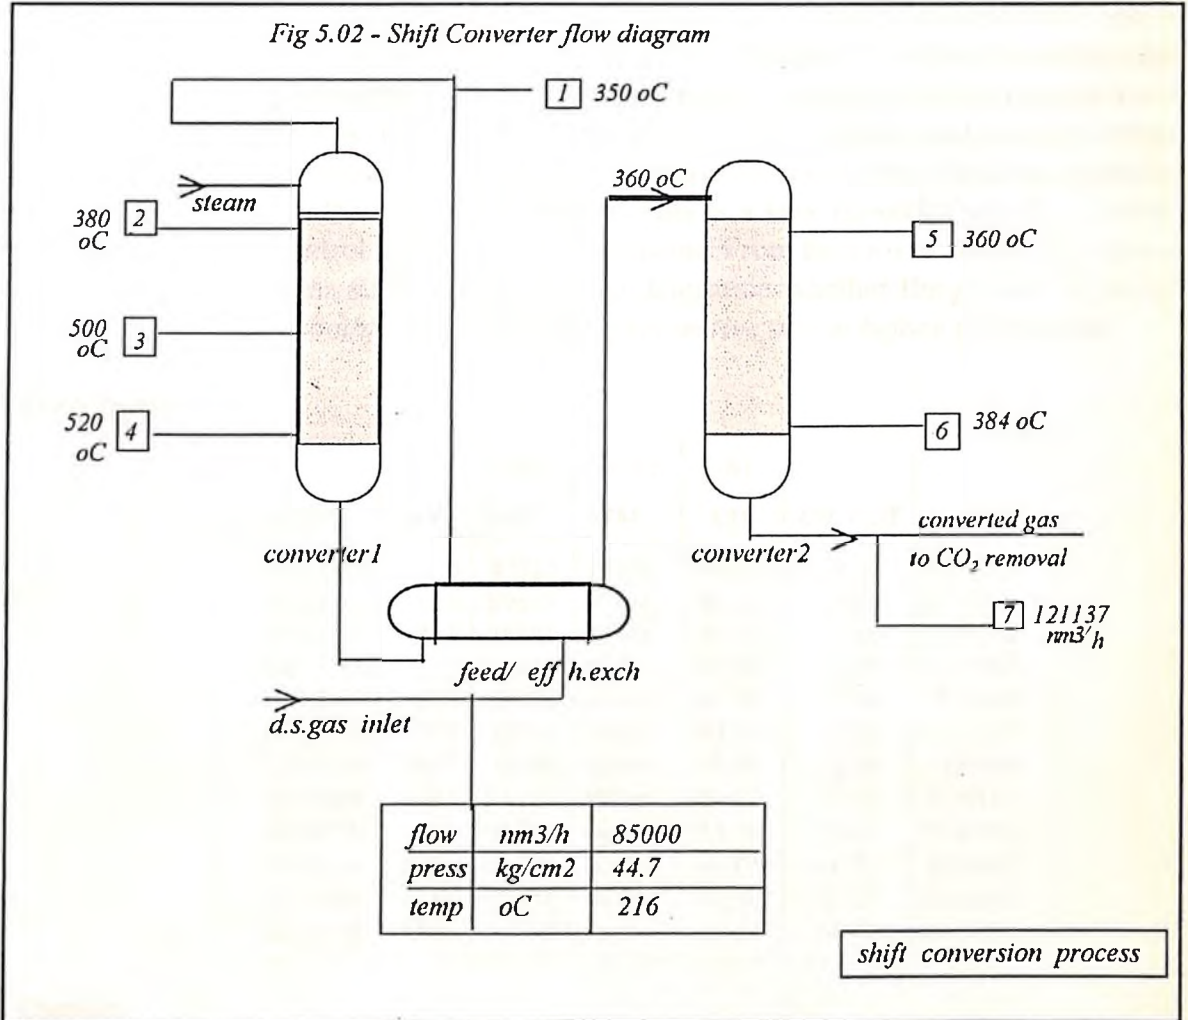 Fig 5.02 - Shift Converter flow diagram
1 350 oC
steam
380
oC
2
500
oC
3
520
oC
4
360 oC
5 360 oC
6 384 oC
converter1
converter2
converted gas
to CO₂ removal
7 121137
nm3/h
feed/ eff h.exch
d.s.gas inlet
flow nm3/h 85000
press kg/cm2 44.7
temp oC 216
shift conversion process